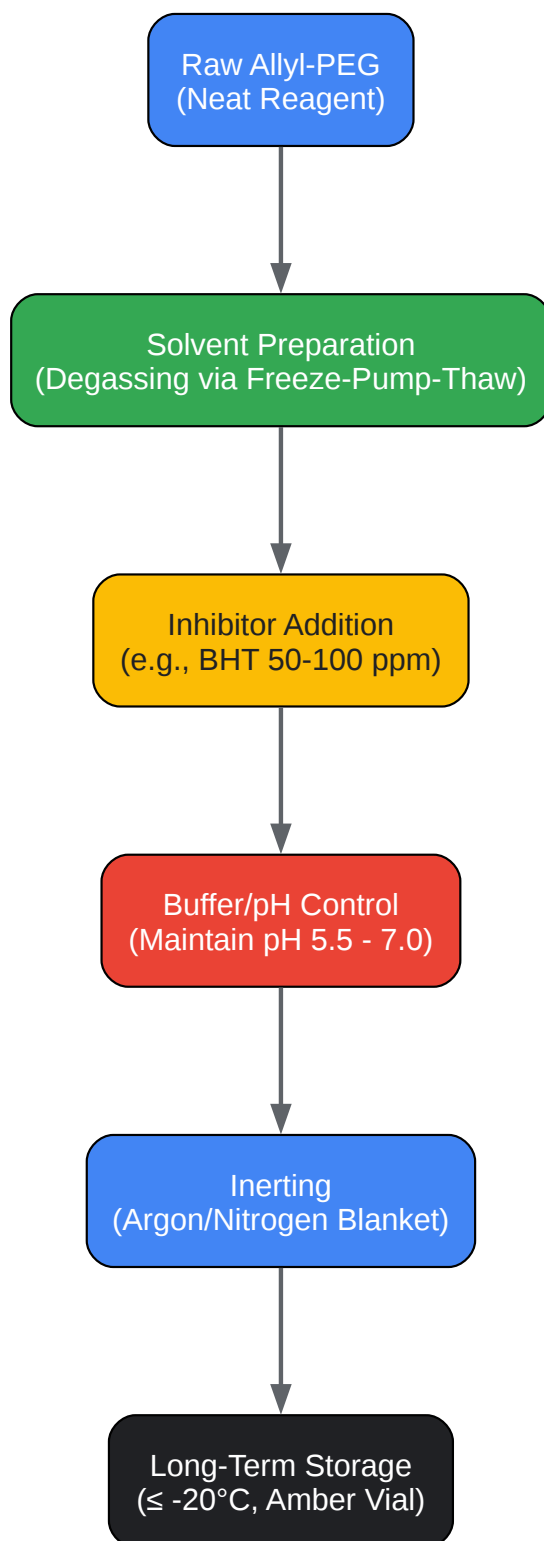 Raw Allyl-PEG
(Neat Reagent)
Solvent Preparation
(Degassing via Freeze-Pump-Thaw)
Inhibitor Addition
(e.g., BHT 50-100 ppm)
Buffer/pH Control
(Maintain pH 5.5 - 7.0)
Inerting
(Argon/Nitrogen Blanket)
Long-Term Storage
(≤ -20°C, Amber Vial)